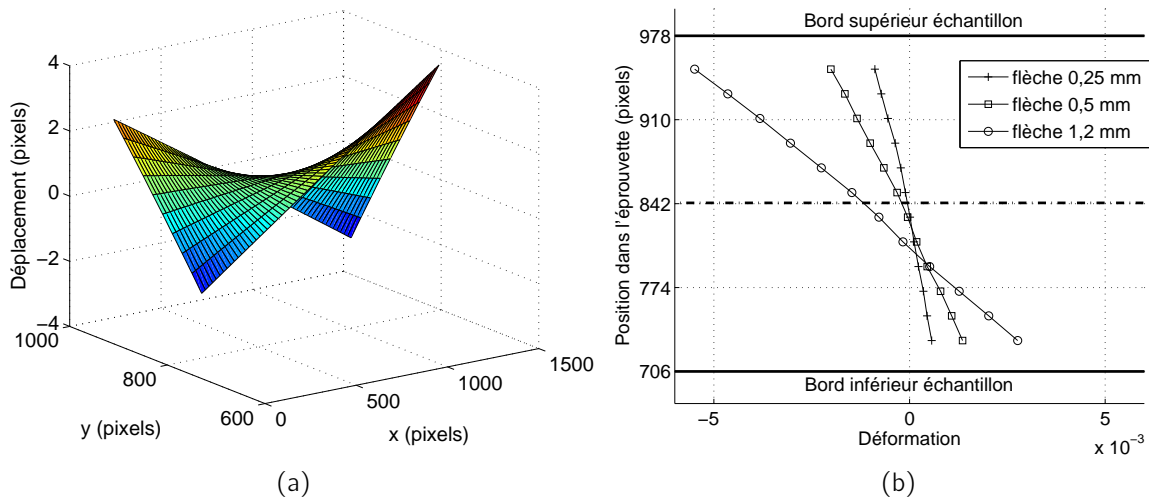 4
2
0
−2
−4
Déplacement (pixels)
1000
800
600
y (pixels)
0
500
1000
1500
x (pixels)
(a)
Bord supérieur échantillon
978
910
842
774
706
Position dans l'éprouvette (pixels)
flèche 0,25 mm
flèche 0,5 mm
flèche 1,2 mm
Bord inférieur échantillon
−5
0
5
x 10⁻³
Déformation
(b)